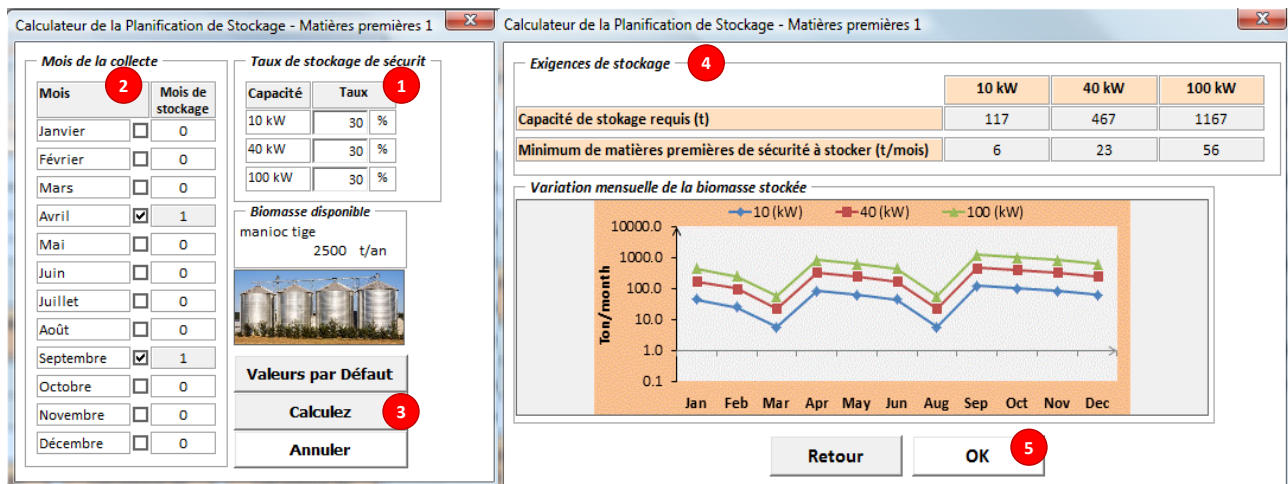 Calculateur de la Planification de Stockage - Matières premières 1
x
Mois de la collecte
2
Mois
Mois de stockage
Janvier 0
Février 0
Mars 0
Avril 1
Mai 0
Juin 0
Juillet 0
Août 0
Septembre 1
Octobre 0
Novembre 0
Décembre 0
Taux de stockage de sécurit
1
Capacité Taux
10 kW 30 %
40 kW 30 %
100 kW 30 %
Biomasse disponible
manioc tige
2500 t/an
Valeurs par Défaut
Calculez 3
Annuler
Calculateur de la Planification de Stockage - Matières premières 1
x
Exigences de stockage 4
10 kW 40 kW 100 kW
Capacité de stokage requis (t) 117 467 1167
Minimum de matières premières de sécurité à stocker (t/mois) 6 23 56
Variation mensuelle de la biomasse stockée
10 (kW) 40 (kW) 100 (kW)
Ton/month
10000.0
1000.0
100.0
10.0
1.0
0.1
Jan Feb Mar Apr May Jun Aug Sep Oct Nov Dec
Retour OK 5